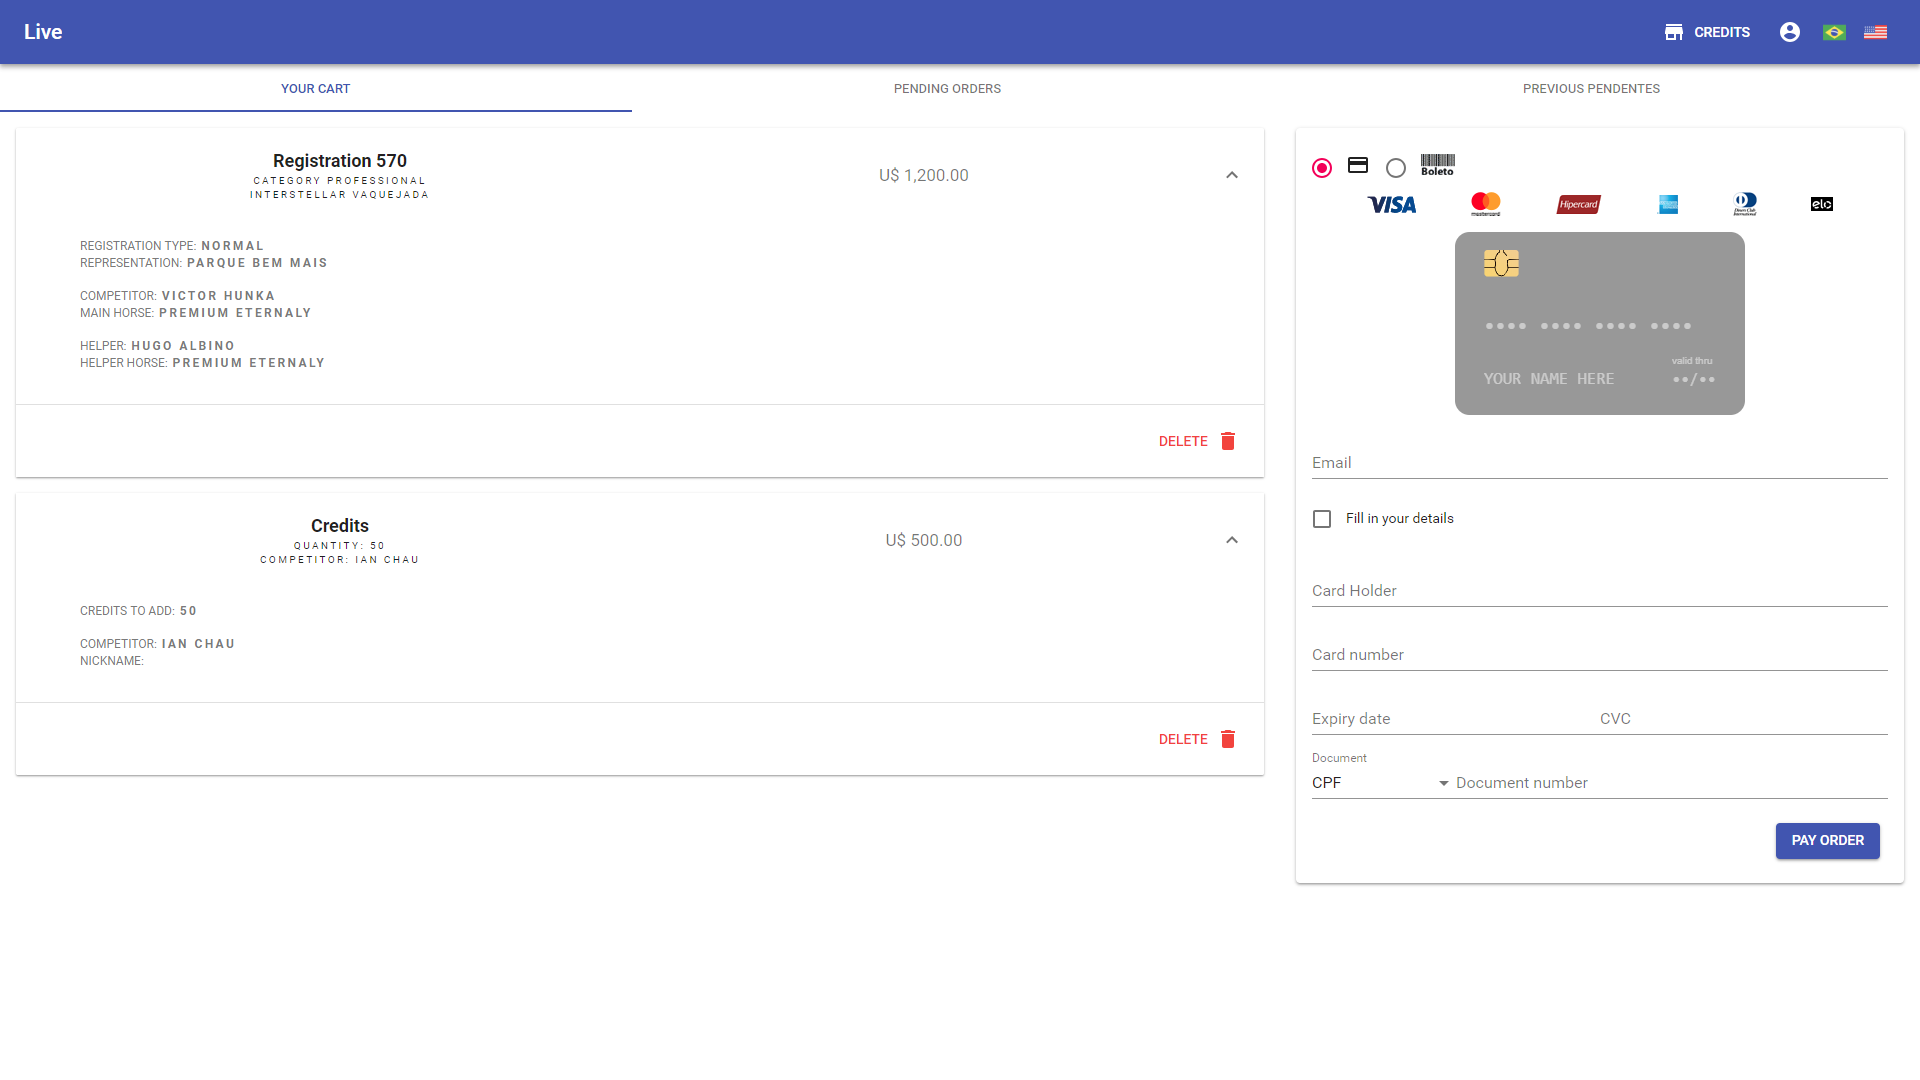 Live
CREDITS
YOUR CART
PENDING ORDERS
PREVIOUS PENDENTES
Registration 570
CATEGORY PROFESSIONAL
INTERSTELLAR VAQUEJADA
U$ 1,200.00
REGISTRATION TYPE: NORMAL
REPRESENTATION: PARQUE BEM MAIS
COMPETITOR: VICTOR HUNKA
MAIN HORSE: PREMIUM ETERNALY
HELPER: HUGO ALBINO
HELPER HORSE: PREMIUM ETERNALY
DELETE
Credits
QUANTITY: 50
COMPETITOR: IAN CHAU
U$ 500.00
CREDITS TO ADD: 50
COMPETITOR: IAN CHAU
NICKNAME:
DELETE
Boleto
VISA
mastercard
Hipercard
Diners Club
International
elo
•••• •••• •••• ••••
valid thru
YOUR NAME HERE
••/••
Email
Fill in your details
Card Holder
Card number
Expiry date
CVC
Document
CPF
Document number
PAY ORDER